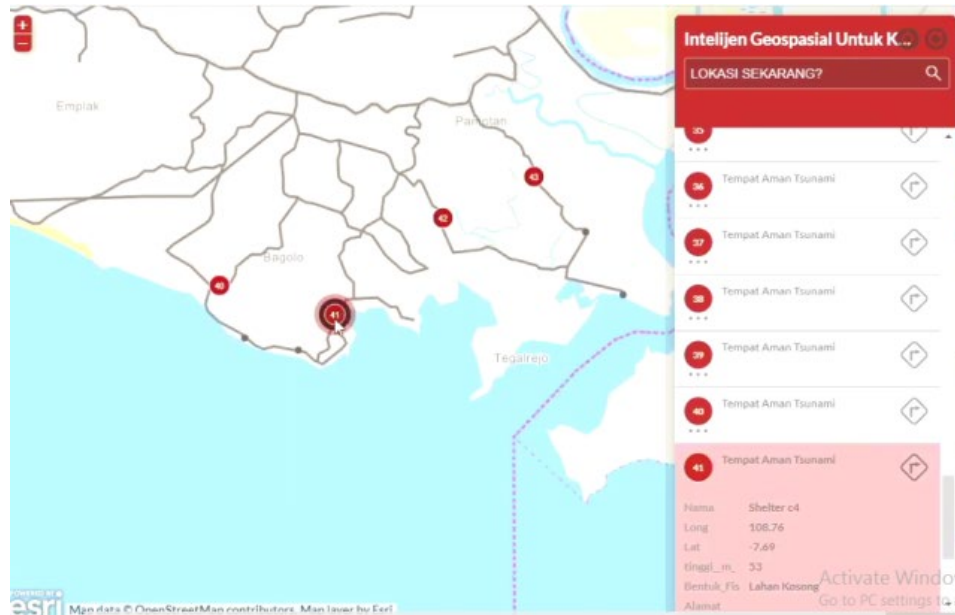 +
−
Emplak
Pamotan
43
42
Bagolo
40
41
Tegalrejo
POWERED BY
esri
Map data © OpenStreetMap contributors, Map layer by Esri
Intelijen Geospasial Untuk K...
LOKASI SEKARANG?
35
36 Tempat Aman Tsunami
37 Tempat Aman Tsunami
38 Tempat Aman Tsunami
39 Tempat Aman Tsunami
40 Tempat Aman Tsunami
41 Tempat Aman Tsunami
Nama Shelter c4
Long 108.76
Lat -7.69
tinggi_m_ 53
Bentuk_Fis Lahan Kosong
Alamat
Activate Windo
Go to PC settings to